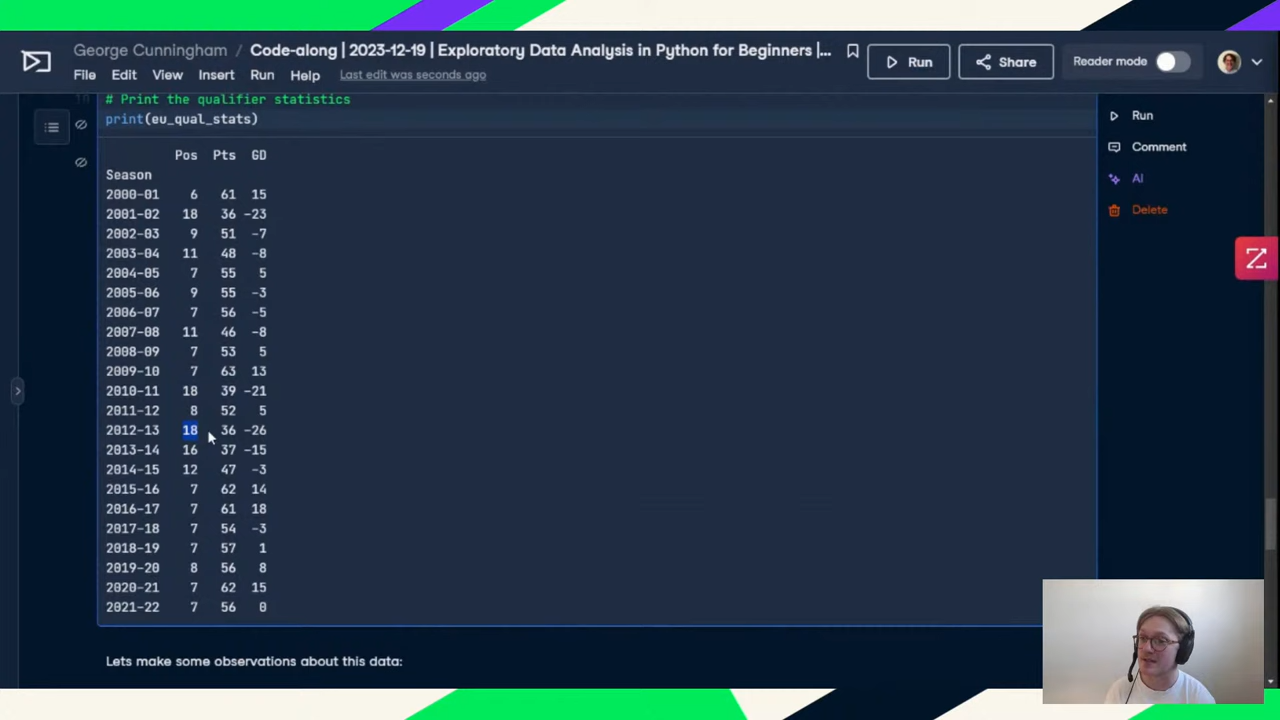 George Cunningham / Code-along | 2023-12-19 | Exploratory Data Analysis in Python for Beginners |...
Run
Share
Reader mode
File Edit View Insert Run Help Last edit was seconds ago
10 # Print the qualifier statistics
print(eu_qual_stats)
Pos Pts GD
Season
2000-01 6 61 15
2001-02 18 36 -23
2002-03 9 51 -7
2003-04 11 48 -8
2004-05 7 55 5
2005-06 9 55 -3
2006-07 7 56 -5
2007-08 11 46 -8
2008-09 7 53 5
2009-10 7 63 13
2010-11 18 39 -21
2011-12 8 52 5
2012-13 18 36 -26
2013-14 16 37 -15
2014-15 12 47 -3
2015-16 7 62 14
2016-17 7 61 18
2017-18 7 54 -3
2018-19 7 57 1
2019-20 8 56 8
2020-21 7 62 15
2021-22 7 56 0
Lets make some observations about this data:
Run
Comment
AI
Delete